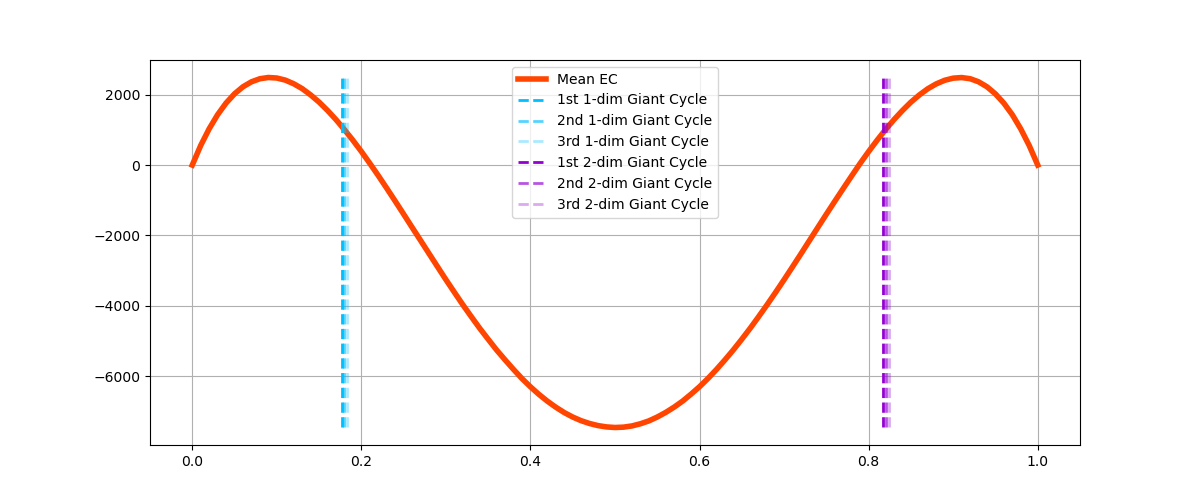 Mean EC
1st 1-dim Giant Cycle
2nd 1-dim Giant Cycle
3rd 1-dim Giant Cycle
1st 2-dim Giant Cycle
2nd 2-dim Giant Cycle
3rd 2-dim Giant Cycle
2000
0
−2000
−4000
−6000
0.0 0.2 0.4 0.6 0.8 1.0